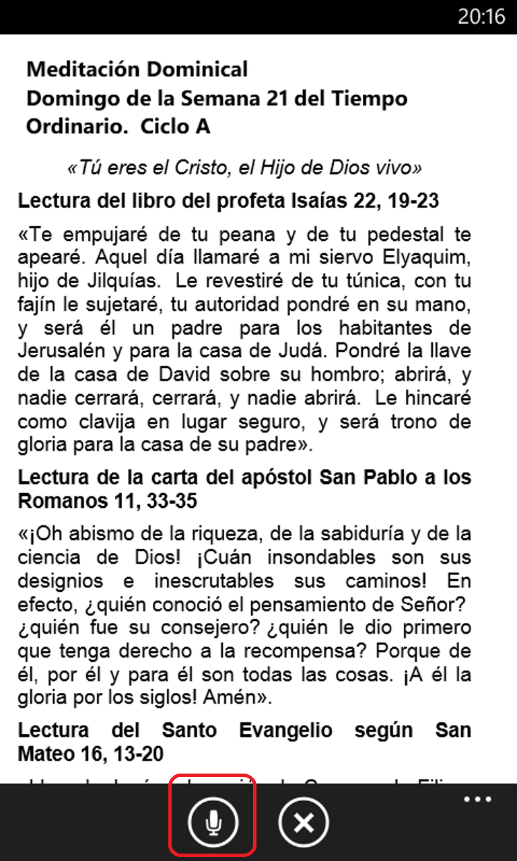 20:16
Meditación Dominical
Domingo de la Semana 21 del Tiempo
Ordinario.  Ciclo A
«Tú eres el Cristo, el Hijo de Dios vivo»
Lectura del libro del profeta Isaías 22, 19-23
«Te empujaré de tu peana y de tu pedestal te
apearé. Aquel día llamaré a mi siervo Elyaquim,
hijo de Jilquías.  Le revestiré de tu túnica, con tu
fajín le sujetaré, tu autoridad pondré en su mano,
y será él un padre para los habitantes de
Jerusalén y para la casa de Judá. Pondré la llave
de la casa de David sobre su hombro; abrirá, y
nadie cerrará, cerrará, y nadie abrirá.  Le hincaré
como clavija en lugar seguro, y será trono de
gloria para la casa de su padre».
Lectura de la carta del apóstol San Pablo a los
Romanos 11, 33-35
«¡Oh abismo de la riqueza, de la sabiduría y de la
ciencia de Dios! ¡Cuán insondables son sus
designios e inescrutables sus caminos! En
efecto, ¿quién conoció el pensamiento de Señor?
¿quién fue su consejero? ¿quién le dio primero
que tenga derecho a la recompensa? Porque de
él, por él y para él son todas las cosas. ¡A él la
gloria por los siglos! Amén».
Lectura del Santo Evangelio según San
Mateo 16, 13-20